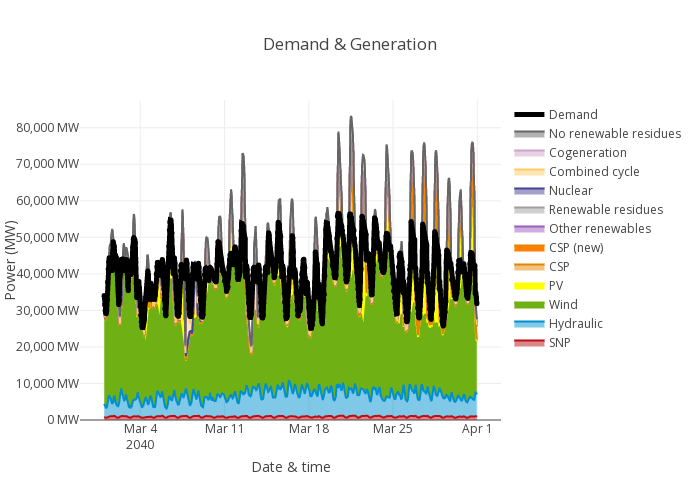 Demand & Generation
Power (MW)
80,000 MW
70,000 MW
60,000 MW
50,000 MW
40,000 MW
30,000 MW
20,000 MW
10,000 MW
0 MW
Mar 4
2040
Mar 11
Mar 18
Mar 25
Apr 1
Date & time
Demand
No renewable residues
Cogeneration
Combined cycle
Nuclear
Renewable residues
Other renewables
CSP (new)
CSP
PV
Wind
Hydraulic
SNP